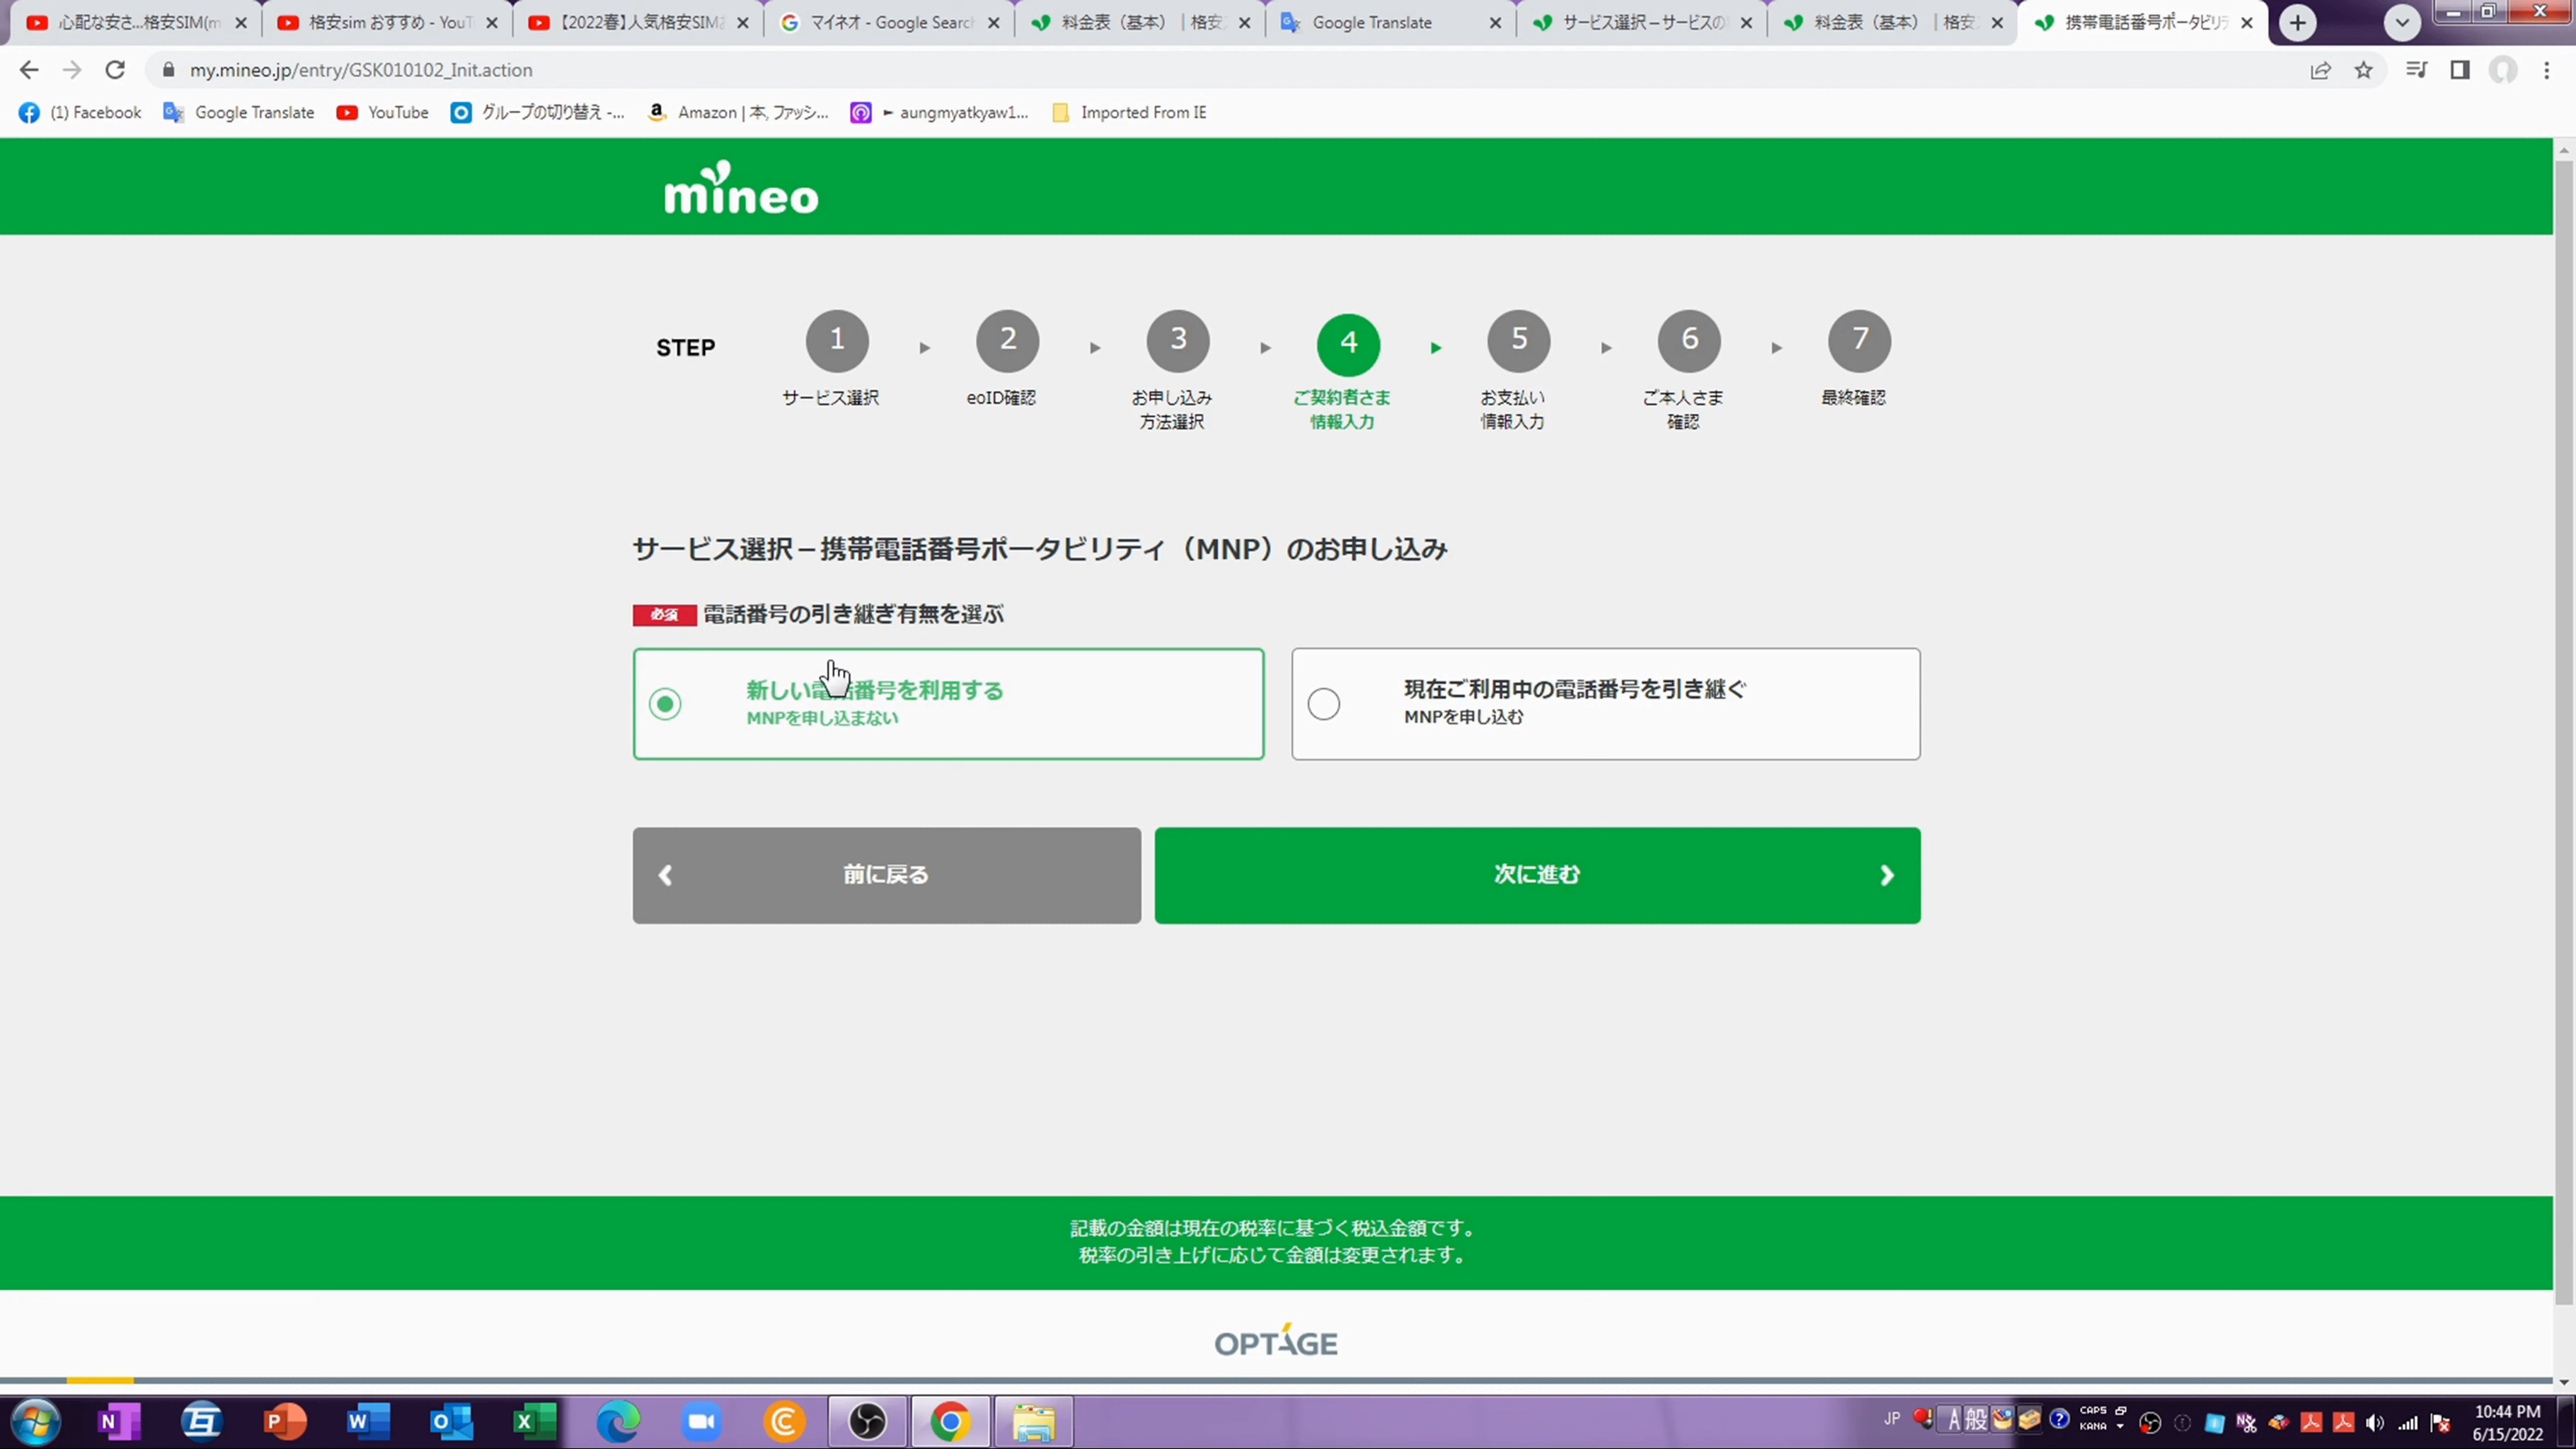 心配な安さ...格安SIM(m
格安sim おすすめ - YouT
【2022春】人気格安SIMお
マイネオ - Google Search
料金表（基本）｜格安
Google Translate
サービス選択－サービスの
料金表（基本）｜格安
携帯電話番号ポータビリテ
my.mineo.jp/entry/GSK010102_Init.action
(1) Facebook
Google Translate
YouTube
グループの切り替え -...
Amazon | 本, ファッシ...
► aungmyatkyaw1...
Imported From IE
mineo
STEP
1
2
3
4
5
6
7
サービス選択
eoID確認
お申し込み
方法選択
ご契約者さま
情報入力
お支払い
情報入力
ご本人さま
確認
最終確認
サービス選択－携帯電話番号ポータビリティ（MNP）のお申し込み
必須 電話番号の引き継ぎ有無を選ぶ
新しい電話番号を利用する
MNPを申し込まない
現在ご利用中の電話番号を引き継ぐ
MNPを申し込む
前に戻る
次に進む
記載の金額は現在の税率に基づく税込金額です。
税率の引き上げに応じて金額は変更されます。
OPTAGE
JP
A 般
CAPS
KANA
10:44 PM
6/15/2022